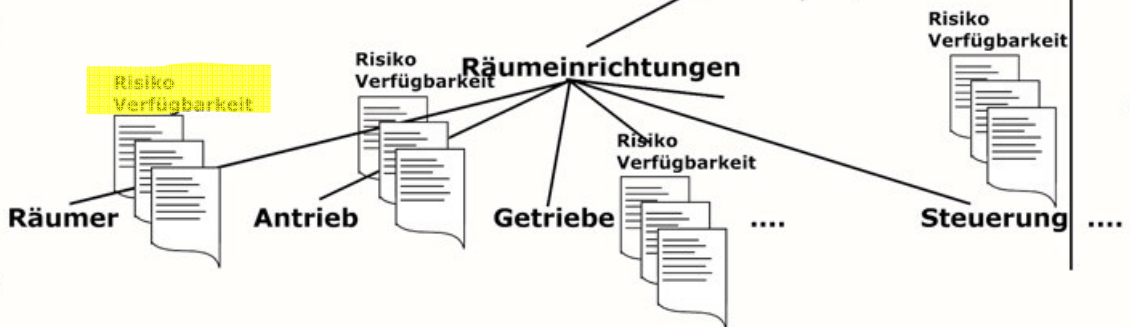 Risiko
Verfügbarkeit
Risiko
Verfügbarkeit
Räumeinrichtungen
Risiko
Verfügbarkeit
Risiko
Verfügbarkeit
Räumer
Antrieb
Getriebe
....
Steuerung
....